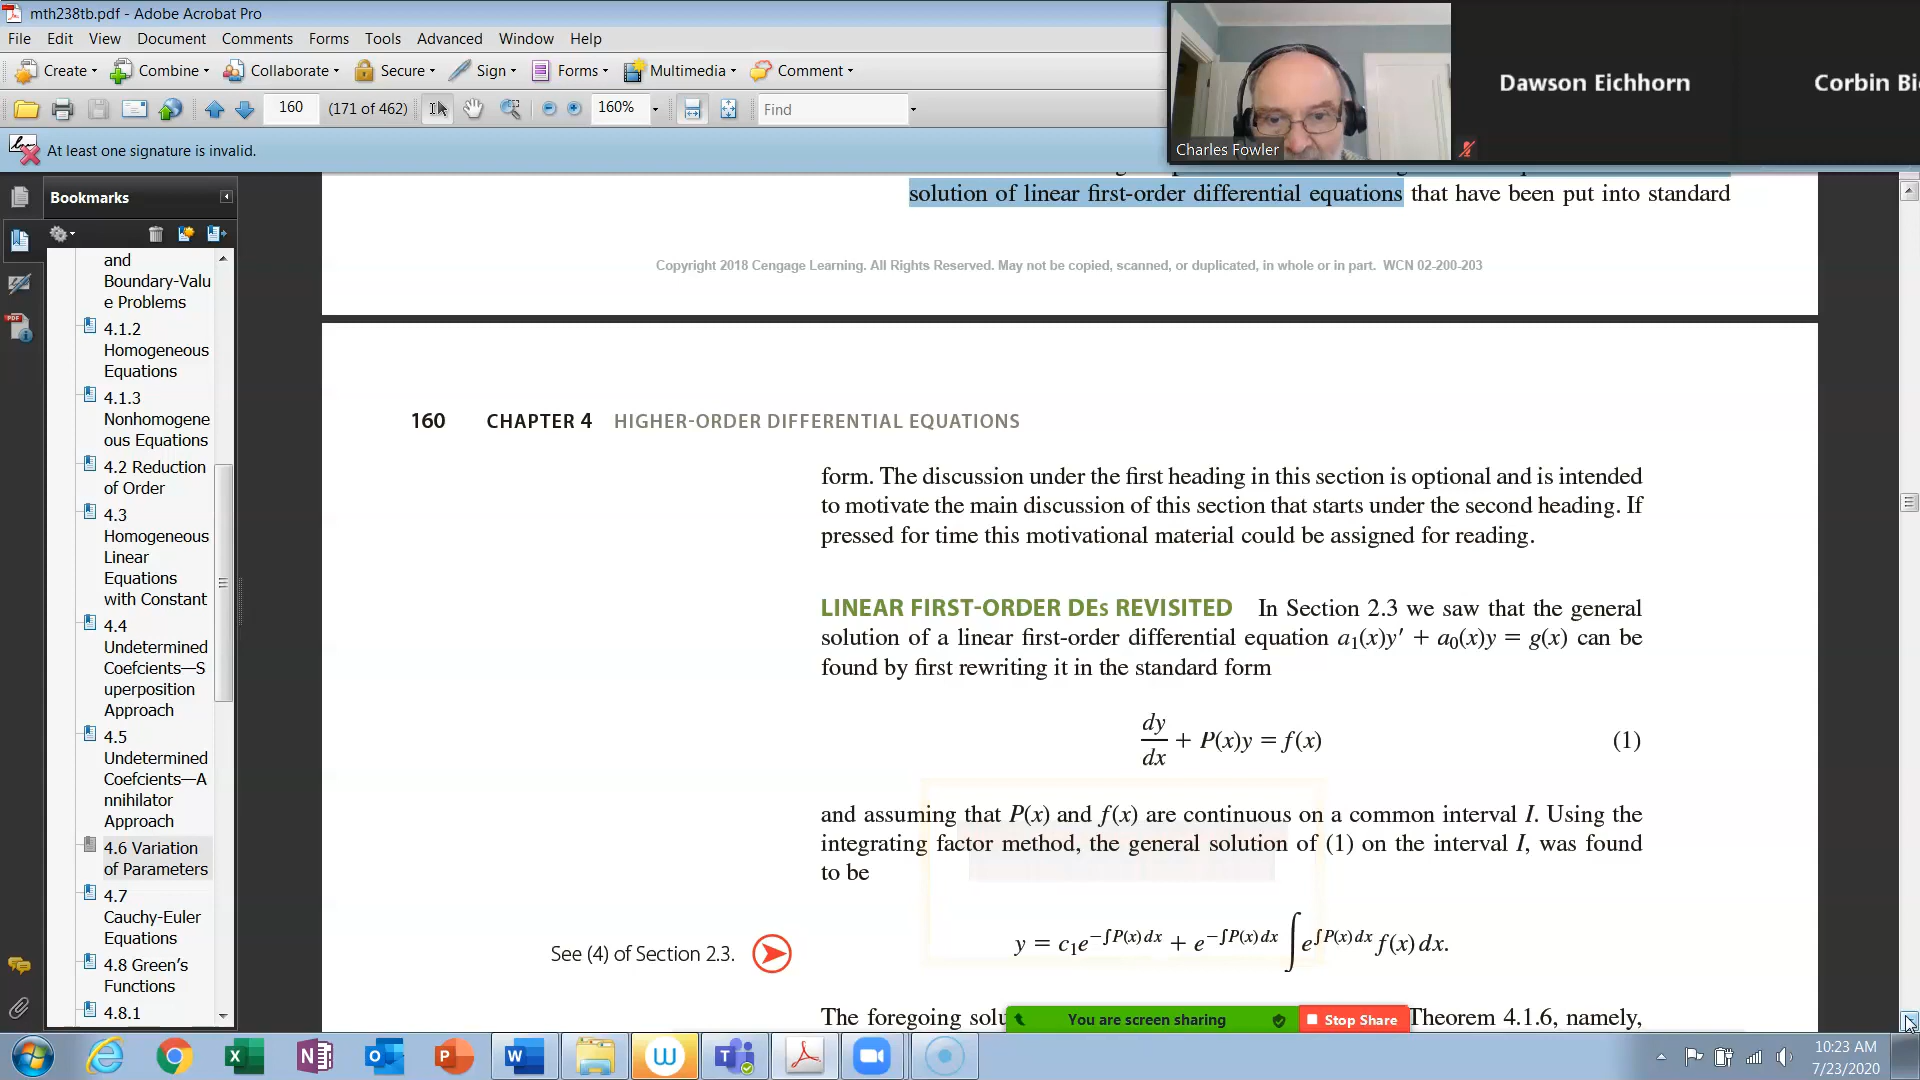 mth238tb.pdf - Adobe Acrobat Pro
File Edit View Document Comments Forms Tools Advanced Window Help
Create Combine Collaborate Secure Sign Forms Multimedia Comment
160 (171 of 462) 160% Find
At least one signature is invalid.
Charles Fowler
Dawson Eichhorn
Corbin
Bookmarks
and
Boundary-Valu
e Problems
4.1.2
Homogeneous
Equations
4.1.3
Nonhomogene
ous Equations
4.2 Reduction
of Order
4.3
Homogeneous
Linear
Equations
with Constant
4.4
Undetermined
Coefcients—S
uperposition
Approach
4.5
Undetermined
Coefcients—A
nnihilator
Approach
4.6 Variation
of Parameters
4.7
Cauchy-Euler
Equations
4.8 Green's
Functions
4.8.1
solution of linear first-order differential equations that have been put into standard
Copyright 2018 Cengage Learning. All Rights Reserved. May not be copied, scanned, or duplicated, in whole or in part. WCN 02-200-203
160 CHAPTER 4 HIGHER-ORDER DIFFERENTIAL EQUATIONS
form. The discussion under the first heading in this section is optional and is intended
to motivate the main discussion of this section that starts under the second heading. If
pressed for time this motivational material could be assigned for reading.
LINEAR FIRST-ORDER DEs REVISITED In Section 2.3 we saw that the general
solution of a linear first-order differential equation a₁(x)y′ + a₀(x)y = g(x) can be
found by first rewriting it in the standard form
dy/dx + P(x)y = f(x) (1)
and assuming that P(x) and f(x) are continuous on a common interval I. Using the
integrating factor method, the general solution of (1) on the interval I, was found
to be
See (4) of Section 2.3.
y = c₁e^{−∫P(x)dx} + e^{−∫P(x)dx} ∫ e^{∫P(x)dx} f(x) dx.
The foregoing Theorem 4.1.6, namely,
You are screen sharing Stop Share
10:23 AM
7/23/2020